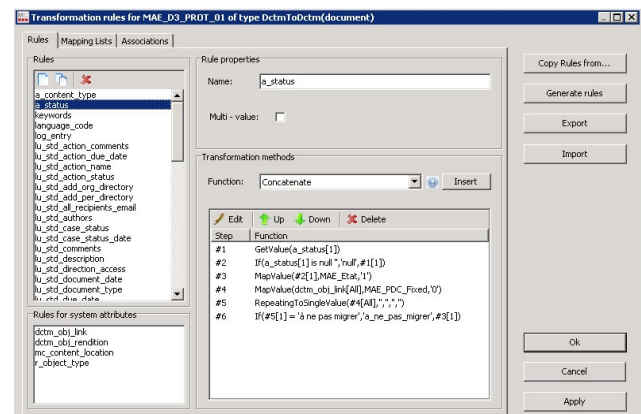 Transformation rules for MAE_D3_PROT_01 of type DctmToDctm(document)
Rules
Mapping Lists
Associations
Rules
a_content_type
a_status
keywords
language_code
log_entry
lu_std_action_comments
lu_std_action_due_date
lu_std_action_name
lu_std_action_status
lu_std_add_org_directory
lu_std_add_per_directory
lu_std_all_recipients_email
lu_std_authors
lu_std_case_status
lu_std_case_status_date
lu_std_comments
lu_std_description
lu_std_direction_access
lu_std_document_date
lu_std_document_type
lu_std_due_date
Rules for system attributes
dctm_obj_link
dctm_obj_rendition
mc_content_location
r_object_type
Rule properties
Name: a_status
Multi - value:
Transformation methods
Function: Concatenate Insert
Edit Up Down Delete
Step Function
#1 GetValue(a_status[1])
#2 If(a_status[1] is null '','null',#1[1])
#3 MapValue(#2[1],MAE_Etat,'1')
#4 MapValue(dctm_obj_link[All],MAE_PDC_Fixed,'0')
#5 RepeatingToSingleValue(#4[All],",",",")
#6 If(#5[1] = 'à ne pas migrer','a_ne_pas_migrer',#3[1])
Copy Rules from...
Generate rules
Export
Import
Ok
Cancel
Apply